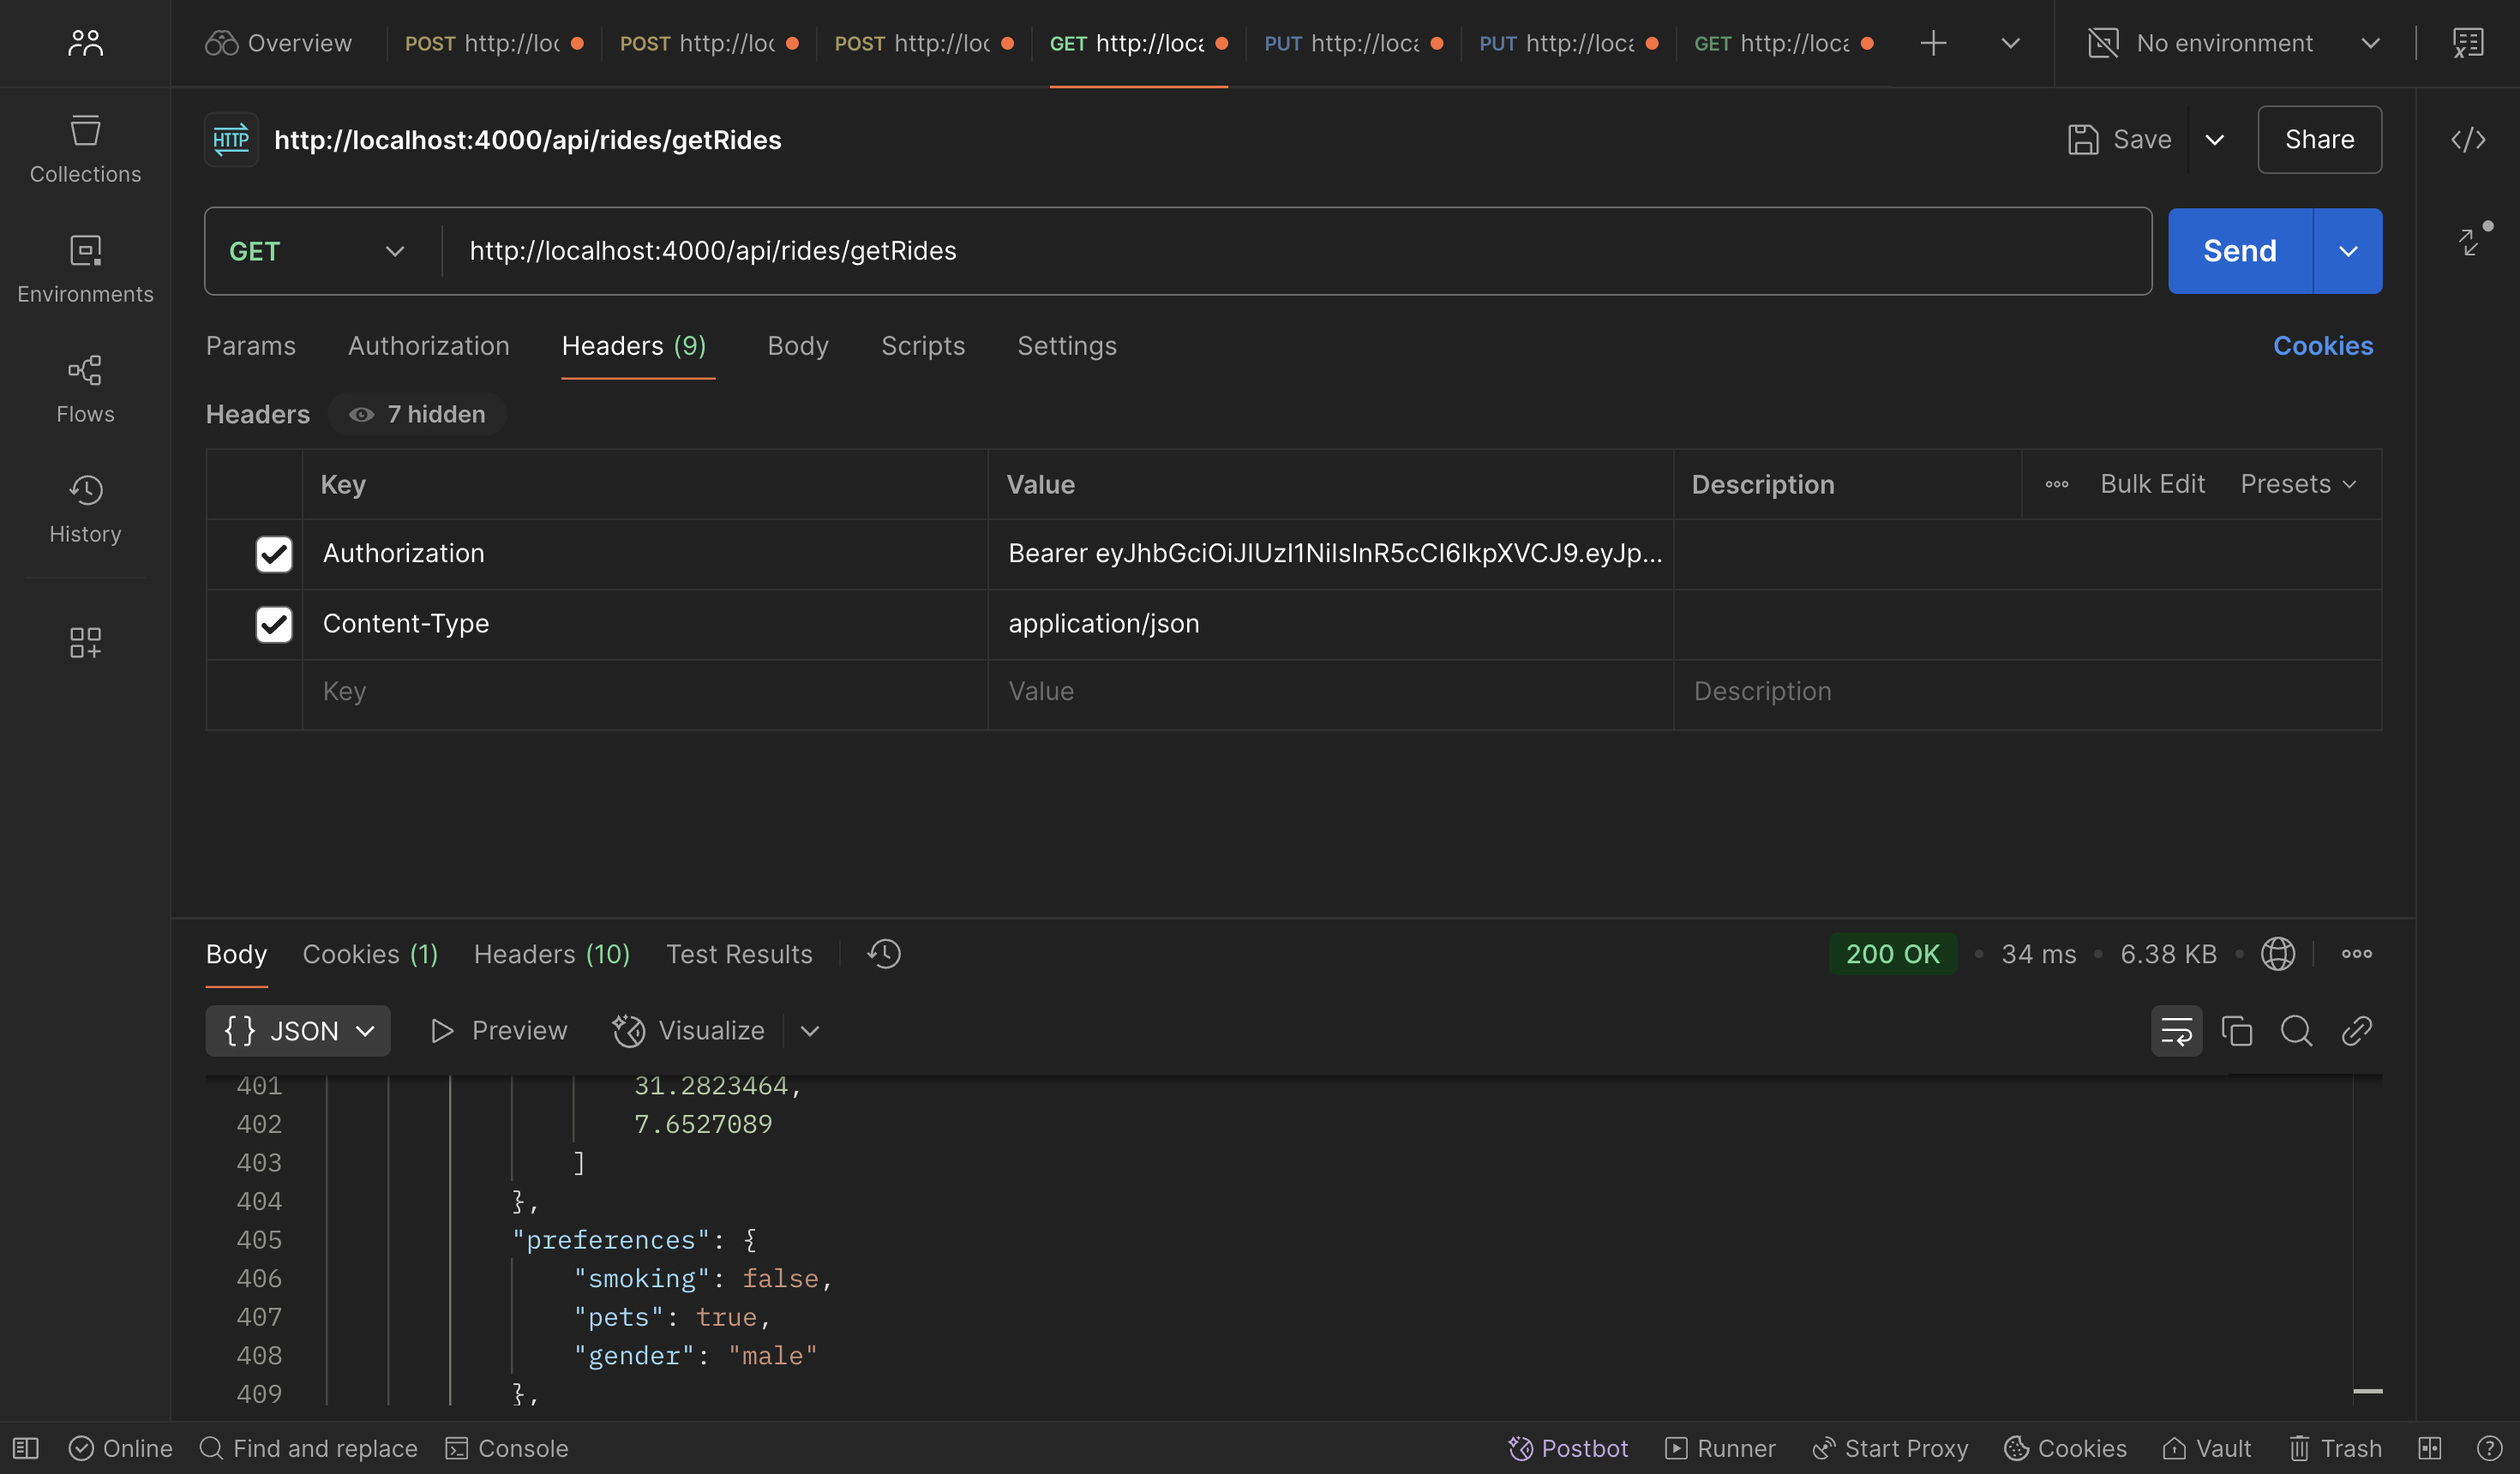 Overview POST http://loc POST http://loc POST http://loc GET http://loca PUT http://loca PUT http://loca GET http://loca No environment
HTTP http://localhost:4000/api/rides/getRides Save Share
Collections
GET http://localhost:4000/api/rides/getRides Send
Environments
Params Authorization Headers (9) Body Scripts Settings Cookies
Flows
Headers 7 hidden
Key Value Description Bulk Edit Presets
History
Authorization Bearer eyJhbGciOiJIUzI1NiIsInR5cCI6IkpXVCJ9.eyJp...
Content-Type application/json
Key Value Description
Body Cookies (1) Headers (10) Test Results 200 OK 34 ms 6.38 KB
{} JSON Preview Visualize
401 31.2823464,
402 7.6527089
403 ]
404 },
405 "preferences": {
406 "smoking": false,
407 "pets": true,
408 "gender": "male"
409 },
Online Find and replace Console Postbot Runner Start Proxy Cookies Vault Trash